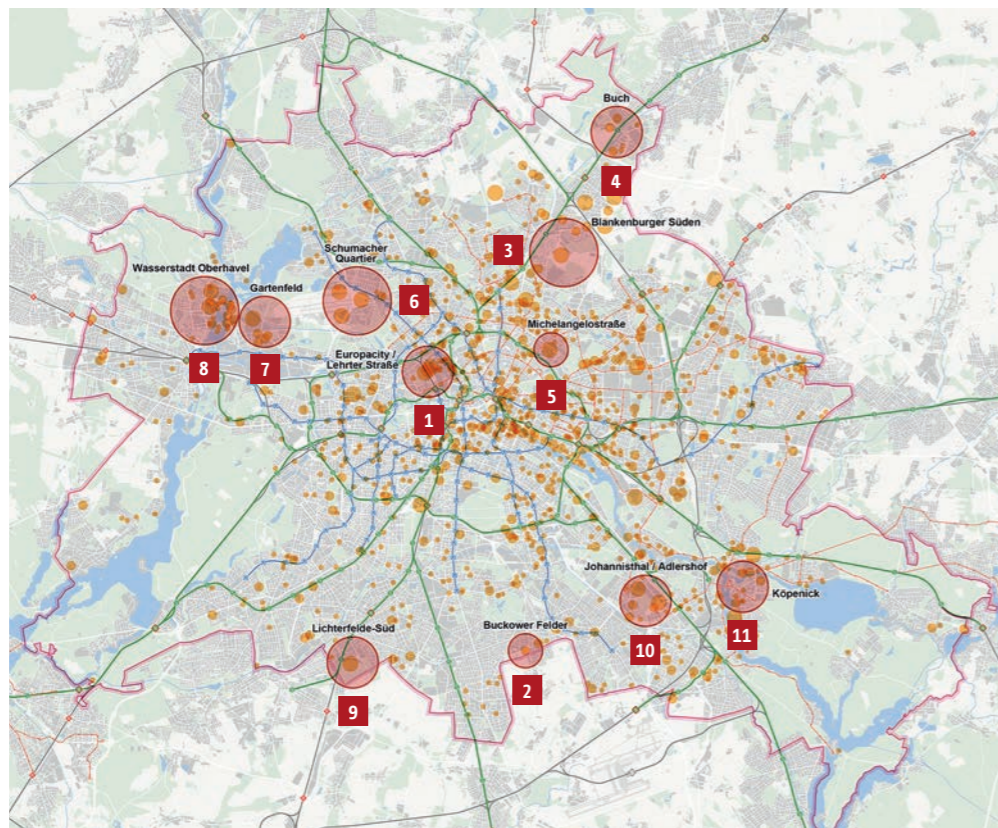 Buch
4
Blankenburger Süden
3
Schumacher
Quartier
Wasserstadt Oberhavel
Gartenfeld
6
Michelangelostraße
Europacity /
Lehrter Straße
8
7
5
1
Johannisthal / Adlershof
Köpenick
Lichterfelde-Süd
Buckower Felder
11
10
2
9